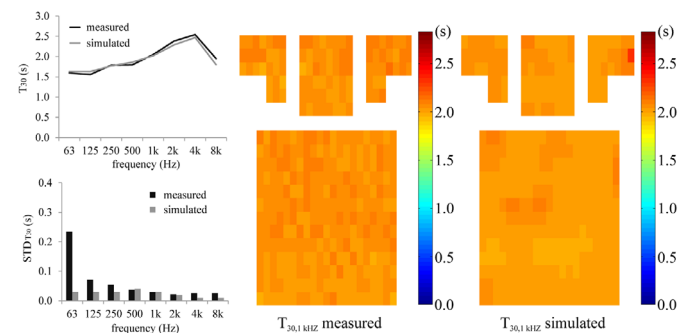 3.0
2.5
2.0
1.5
1.0
0.5
0.0
T30 (s)
measured
simulated
63 125 250 500 1k 2k 4k 8k
frequency (Hz)
0.4
0.3
0.2
0.1
0.0
STDT30 (s)
measured
simulated
63 125 250 500 1k 2k 4k 8k
frequency (Hz)
(s)
2.5
2.0
1.5
1.0
0.5
0.0
T30,1 kHZ measured
(s)
2.5
2.0
1.5
1.0
0.5
0.0
T30,1 kHZ simulated